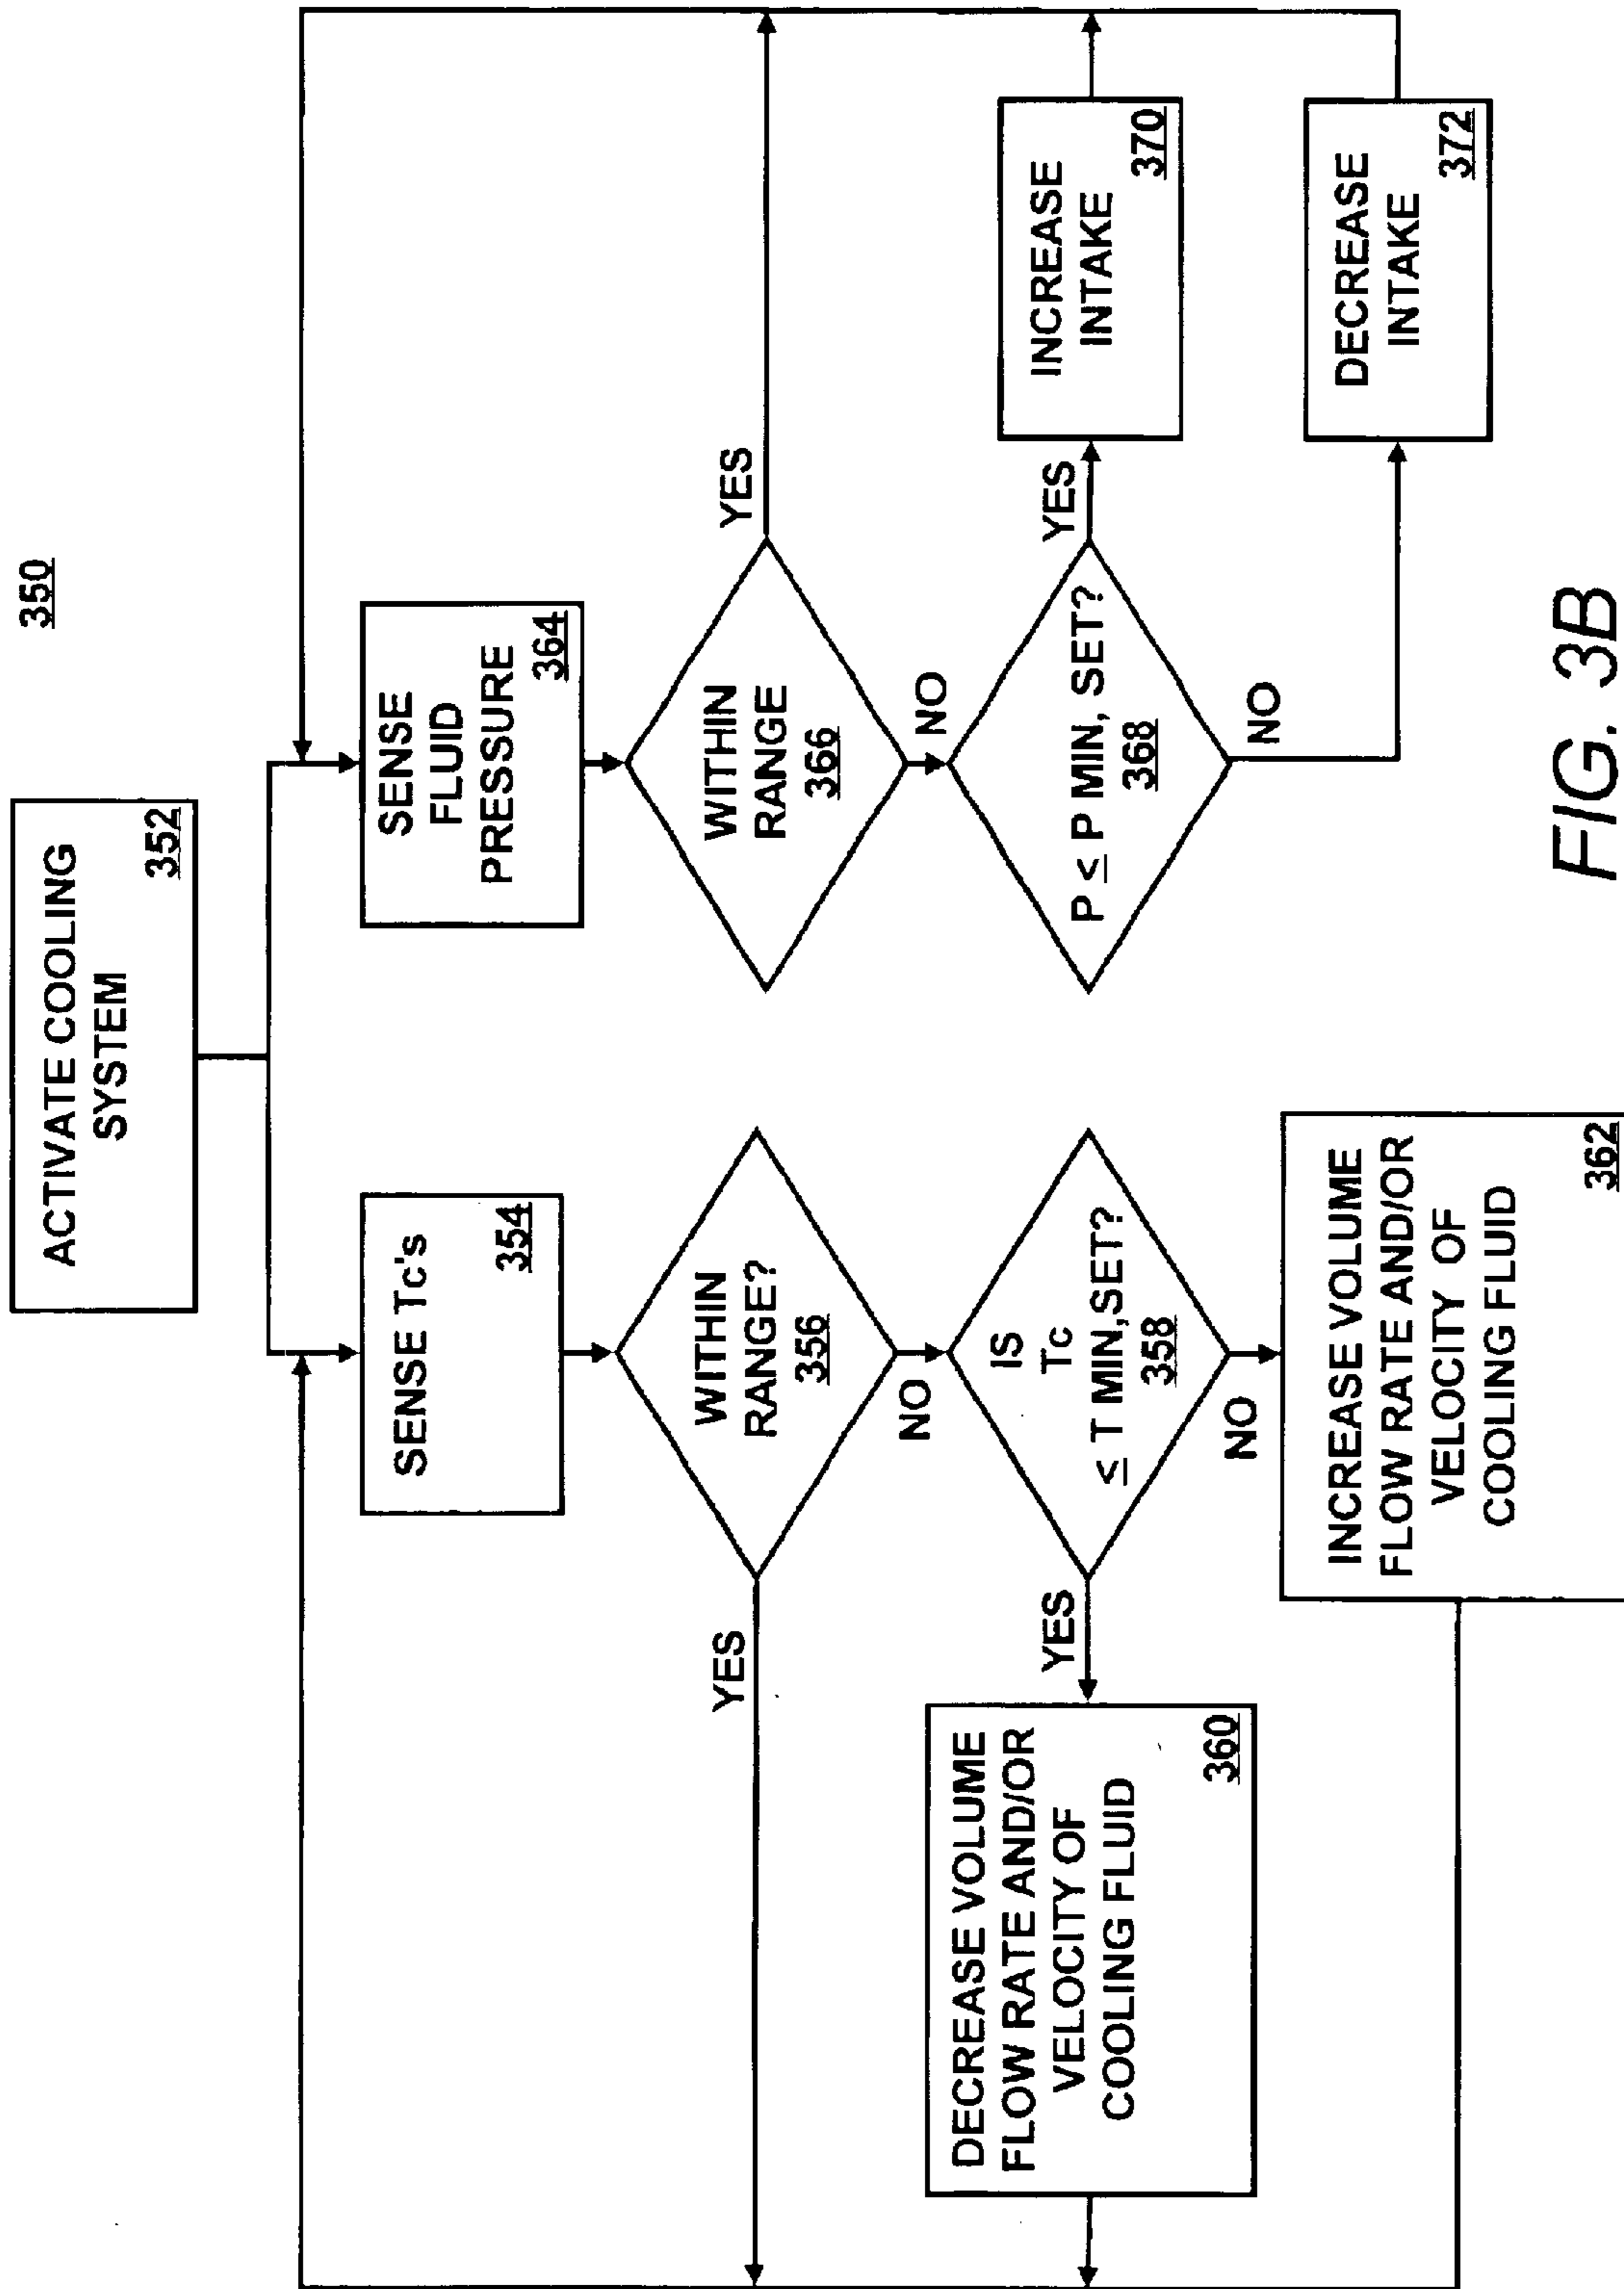 350
ACTIVATE COOLING
SYSTEM
352
SENSE Tc's
354
WITHIN
RANGE?
356
YES
NO
IS
Tc
≤ T MIN,SET?
358
YES
NO
DECREASE VOLUME
FLOW RATE AND/OR
VELOCITY OF
COOLING FLUID
360
INCREASE VOLUME
FLOW RATE AND/OR
VELOCITY OF
COOLING FLUID
362
SENSE
FLUID
PRESSURE
364
WITHIN
RANGE
366
YES
NO
P ≤ P MIN, SET?
368
YES
NO
INCREASE
INTAKE
370
DECREASE
INTAKE
372
FIG. 3B